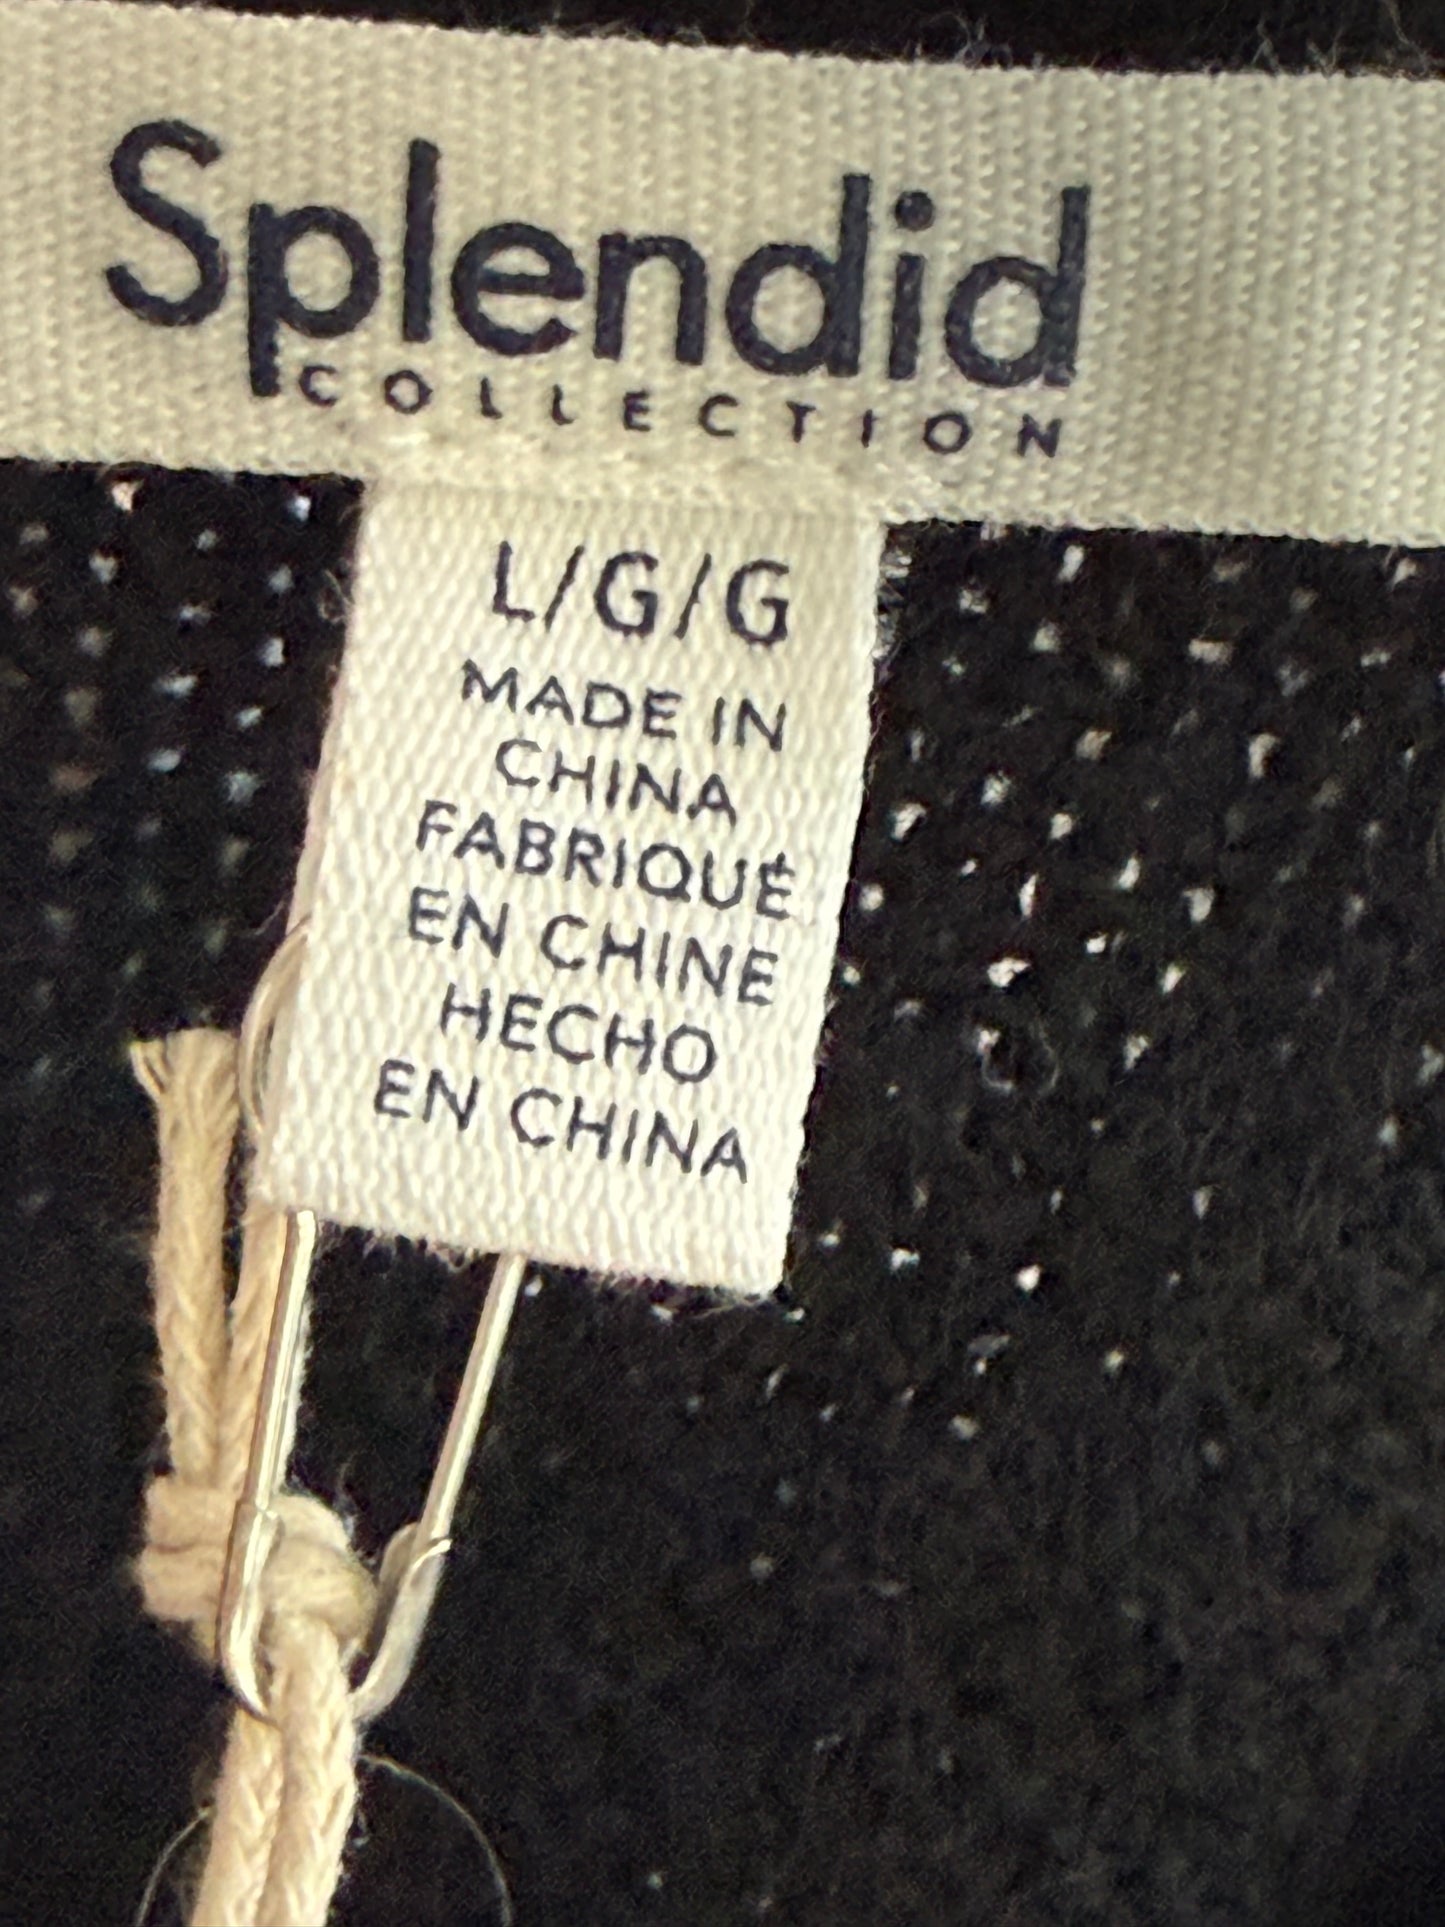 Splendid
COLLECTION
L/G/G
MADE IN
CHINA
FABRIQUÉ
EN CHINE
HECHO
EN CHINA